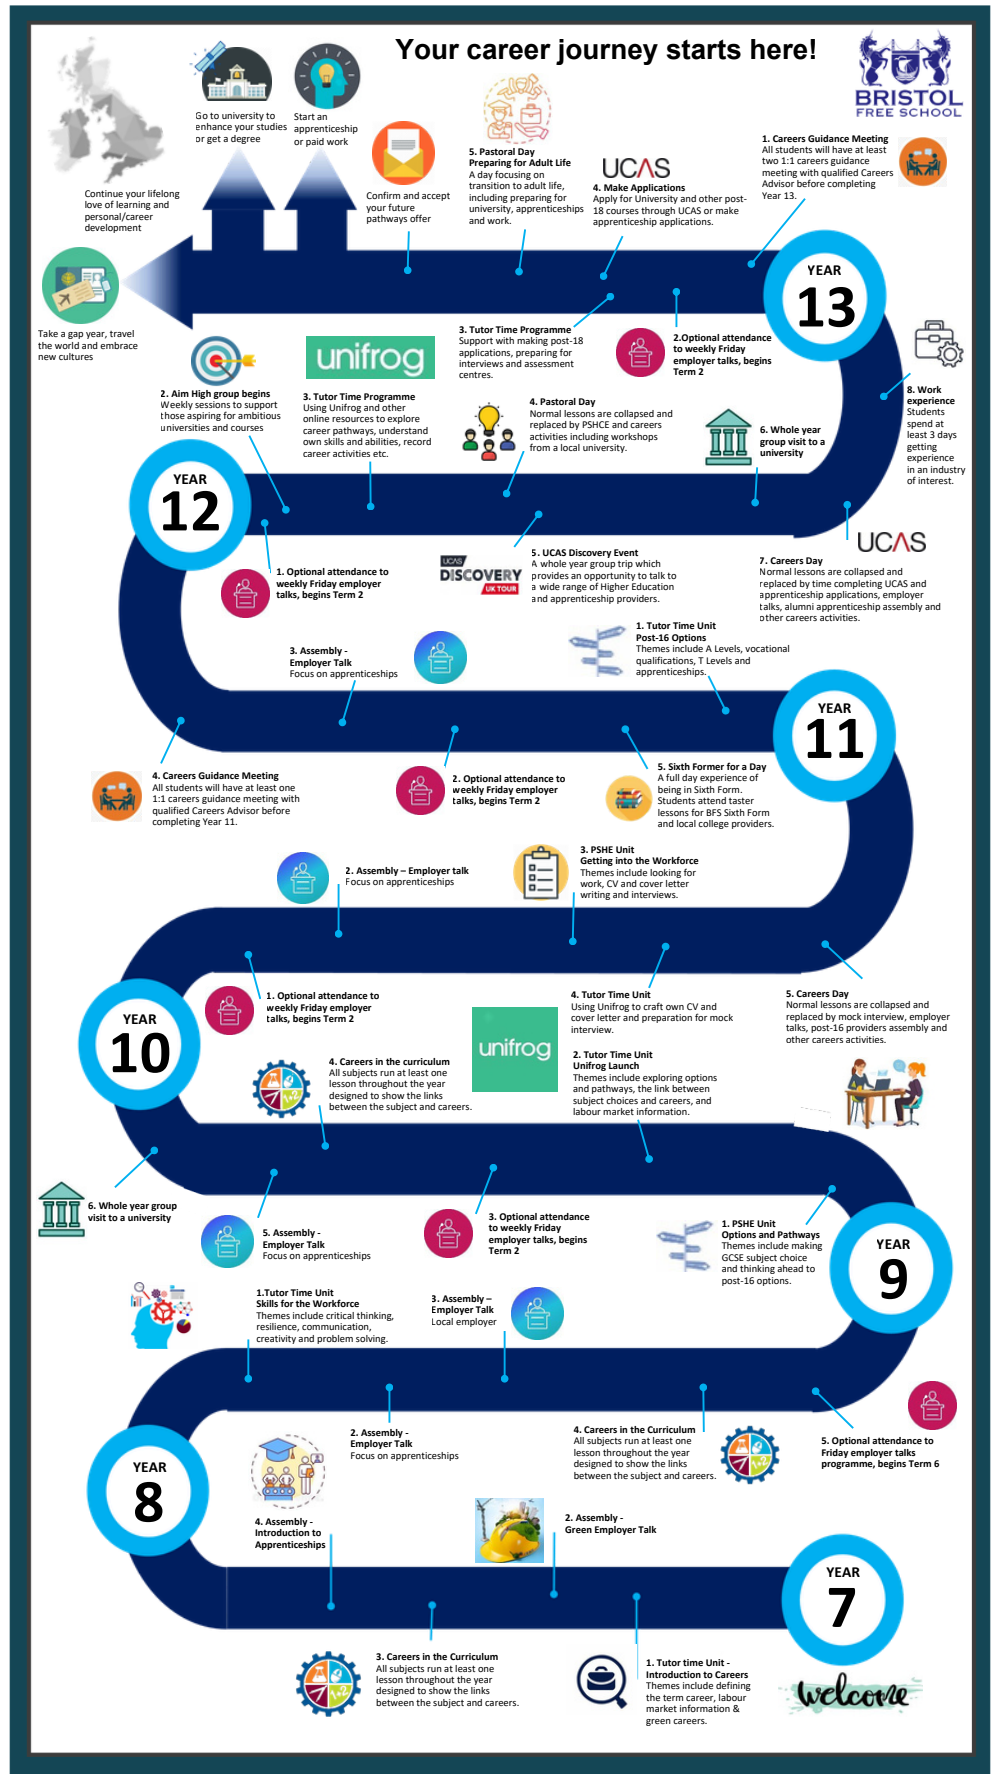 Your career journey starts here!
BRISTOL
FREE SCHOOL
Go to university to
enhance your studies
or get a degree
Start an
apprenticeship
or paid work
Continue your lifelong
love of learning and
personal/career
development
Confirm and accept
your future
pathways offer
5. Pastoral Day
Preparing for Adult Life
A day focusing on
transition to adult life,
including preparing for
university, apprenticeships
and work.
UCAS
4. Make Applications
Apply for University and other post-
18 courses through UCAS or make
apprenticeship applications.
1. Careers Guidance Meeting
All students will have at least
two 1:1 careers guidance
meeting with qualified Careers
Advisor before completing
Year 13.
YEAR
13
Take a gap year, travel
the world and embrace
new cultures
3. Tutor Time Programme
Support with making post-18
applications, preparing for
interviews and assessment
centres.
2.Optional attendance
to weekly Friday
employer talks, begins
Term 2
8. Work
experience
Students
spend at
least 3 days
getting
experience
in an industry
of interest.
2. Aim High group begins
Weekly sessions to support
those aspiring for ambitious
universities and courses
unifrog
3. Tutor Time Programme
Using Unifrog and other
online resources to explore
career pathways, understand
own skills and abilities, record
career activities etc.
4. Pastoral Day
Normal lessons are collapsed and
replaced by PSHCE and careers
activities including workshops
from a local university.
6. Whole year
group visit to a
university
YEAR
12
1. Optional attendance to
weekly Friday employer
talks, begins Term 2
UCAS
DISCOVERY
UK TOUR
5. UCAS Discovery Event
A whole year group trip which
provides an opportunity to talk to
a wide range of Higher Education
and apprenticeship providers.
UCAS
7. Careers Day
Normal lessons are collapsed and
replaced by time completing UCAS and
apprenticeship applications, employer
talks, alumni apprenticeship assembly and
other careers activities.
3. Assembly -
Employer Talk
Focus on apprenticeships
1. Tutor Time Unit
Post-16 Options
Themes include A Levels, vocational
qualifications, T Levels and
apprenticeships.
YEAR
11
4. Careers Guidance Meeting
All students will have at least one
1:1 careers guidance meeting with
qualified Careers Advisor before
completing Year 11.
2. Optional attendance to
weekly Friday employer
talks, begins Term 2
5. Sixth Former for a Day
A full day experience of
being in Sixth Form.
Students attend taster
lessons for BFS Sixth Form
and local college providers.
2. Assembly – Employer talk
Focus on apprenticeships
3. PSHE Unit
Getting into the Workforce
Themes include looking for
work, CV and cover letter
writing and interviews.
YEAR
10
1. Optional attendance to
weekly Friday employer
talks, begins Term 2
4. Tutor Time Unit
Using Unifrog to craft own CV and
cover letter and preparation for mock
interview.
5. Careers Day
Normal lessons are collapsed and
replaced by mock interview, employer
talks, post-16 providers assembly and
other careers activities.
unifrog
4. Careers in the curriculum
All subjects run at least one
lesson throughout the year
designed to show the links
between the subject and careers.
2. Tutor Time Unit
Unifrog Launch
Themes include exploring options
and pathways, the link between
subject choices and careers, and
labour market information.
6. Whole year group
visit to a university
5. Assembly -
Employer Talk
Focus on apprenticeships
3. Optional attendance
to weekly Friday
employer talks, begins
Term 2
1. PSHE Unit
Options and Pathways
Themes include making
GCSE subject choice
and thinking ahead to
post-16 options.
YEAR
9
1.Tutor Time Unit
Skills for the Workforce
Themes include critical thinking,
resilience, communication,
creativity and problem solving.
3. Assembly –
Employer Talk
Local employer
2. Assembly -
Employer Talk
Focus on apprenticeships
4. Careers in the Curriculum
All subjects run at least one
lesson throughout the year
designed to show the links
between the subject and careers.
5. Optional attendance to
Friday employer talks
programme, begins Term 6
YEAR
8
4. Assembly -
Introduction to
Apprenticeships
2. Assembly -
Green Employer Talk
YEAR
7
3. Careers in the Curriculum
All subjects run at least one
lesson throughout the year
designed to show the links
between the subject and careers.
1. Tutor time Unit -
Introduction to Careers
Themes include defining
the term career, labour
market information &
green careers.
welcome